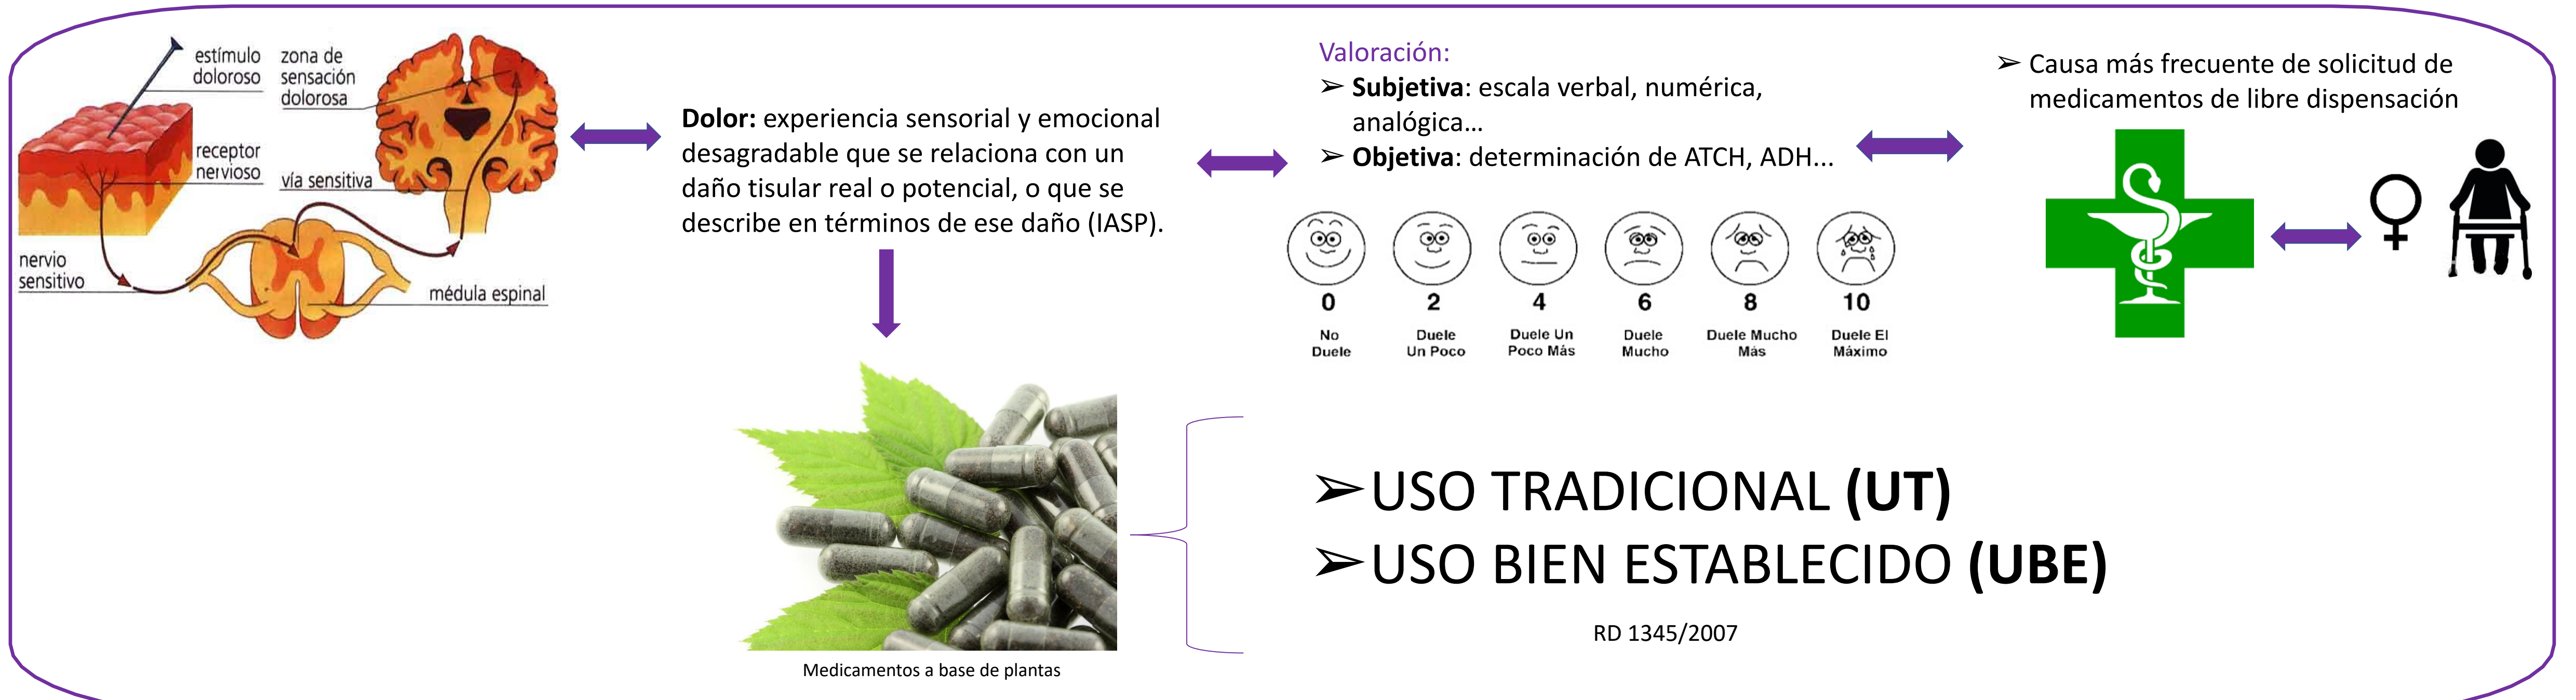 estímulo
doloroso
zona de
sensación
dolorosa
receptor
nervioso
vía sensitiva
nervio
sensitivo
médula espinal
Dolor: experiencia sensorial y emocional
desagradable que se relaciona con un
daño tisular real o potencial, o que se
describe en términos de ese daño (IASP).
Valoración:
➢ Subjetiva: escala verbal, numérica,
analógica...
➢ Objetiva: determinación de ATCH, ADH...
0
No
Duele
2
Duele
Un Poco
4
Duele Un
Poco Más
6
Duele
Mucho
8
Duele Mucho
Más
10
Duele El
Máximo
➢ Causa más frecuente de solicitud de
medicamentos de libre dispensación
Medicamentos a base de plantas
➢USO TRADICIONAL (UT)
➢USO BIEN ESTABLECIDO (UBE)
RD 1345/2007